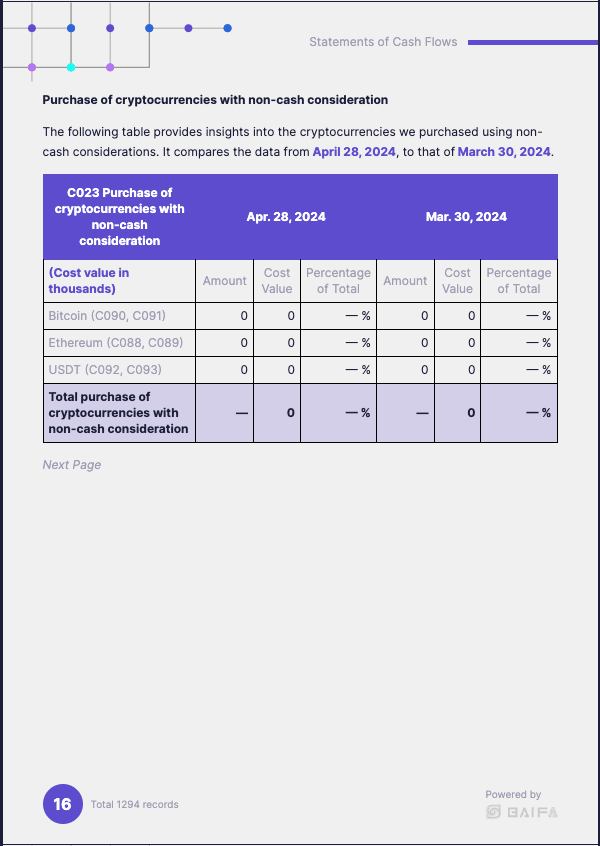 Statements of Cash Flows
Purchase of cryptocurrencies with non-cash consideration
The following table provides insights into the cryptocurrencies we purchased using non-
cash considerations. It compares the data from April 28, 2024, to that of March 30, 2024.
C023 Purchase of
cryptocurrencies with
non-cash
consideration
Apr. 28, 2024
Mar. 30, 2024
(Cost value in
thousands)
Amount
Cost
Value
Percentage
of Total
Amount
Cost
Value
Percentage
of Total
Bitcoin (C090, C091) 0 0 — % 0 0 — %
Ethereum (C088, C089) 0 0 — % 0 0 — %
USDT (C092, C093) 0 0 — % 0 0 — %
Total purchase of
cryptocurrencies with
non-cash consideration
— 0 — % — 0 — %
Next Page
16 Total 1294 records
Powered by
BAIFA